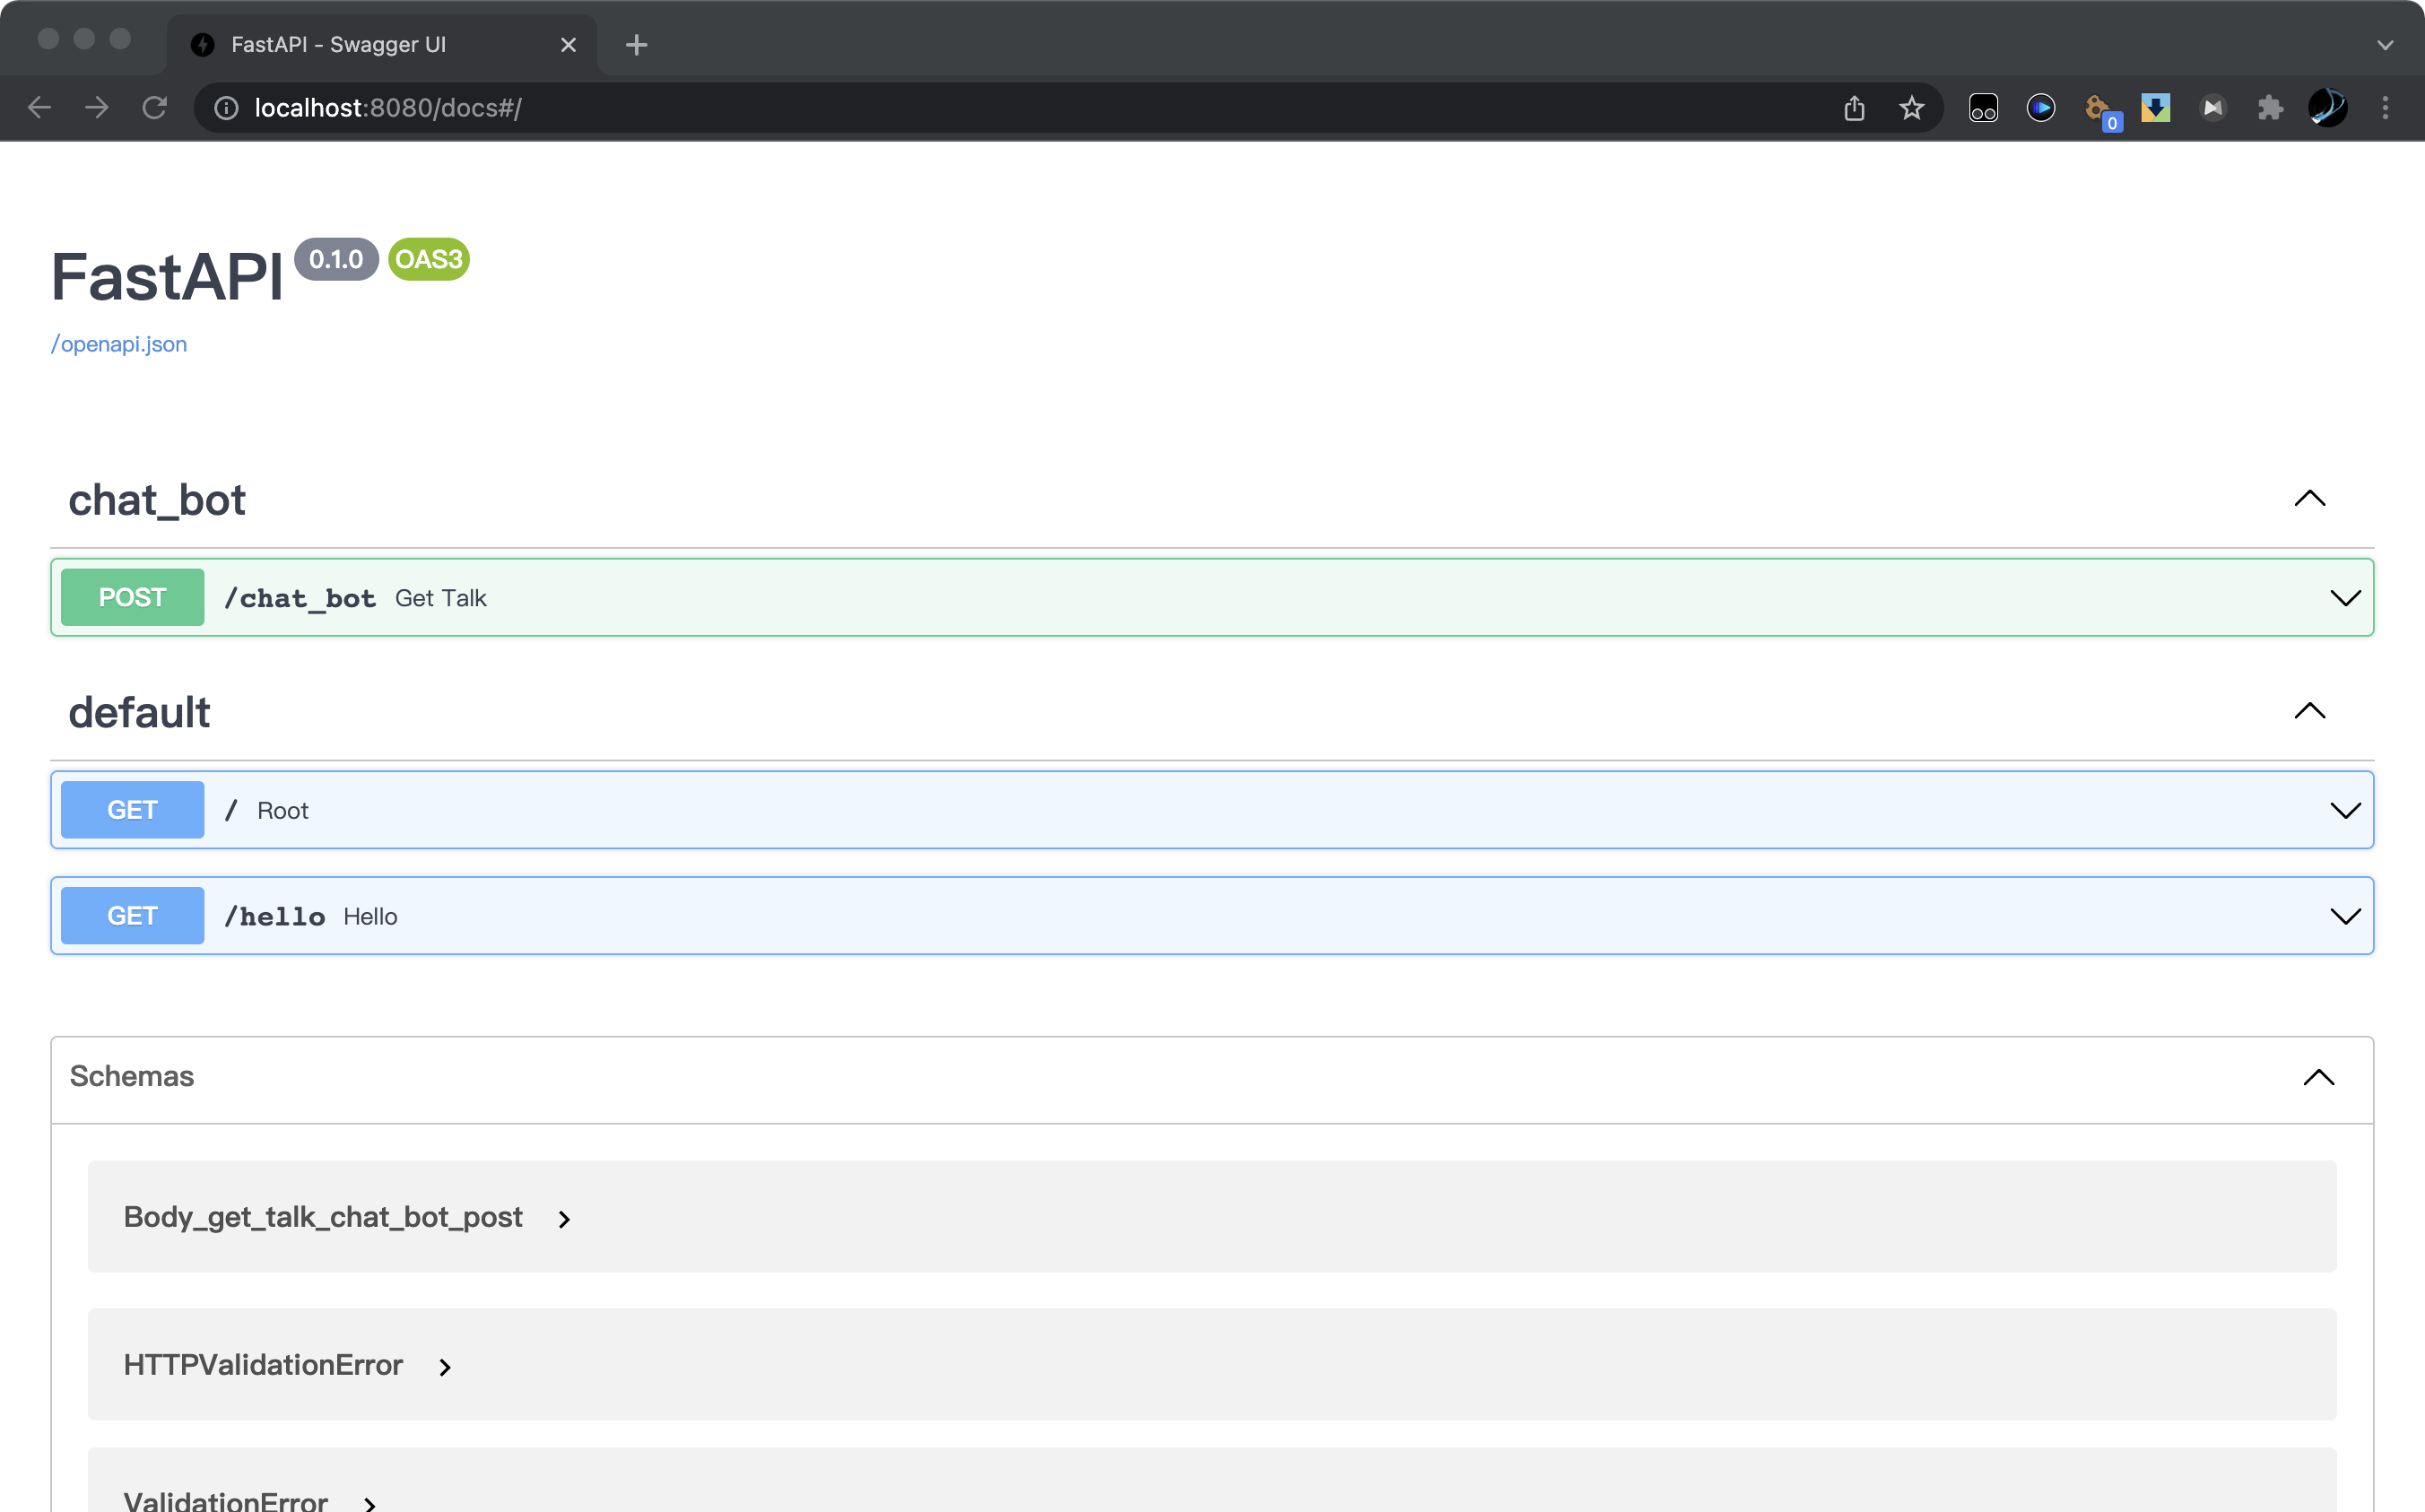 FastAPI - Swagger UI
localhost:8080/docs#/
0
FastAPI 0.1.0 OAS3
/openapi.json
chat_bot
POST /chat_bot Get Talk
default
GET / Root
GET /hello Hello
Schemas
Body_get_talk_chat_bot_post
HTTPValidationError
ValidationError